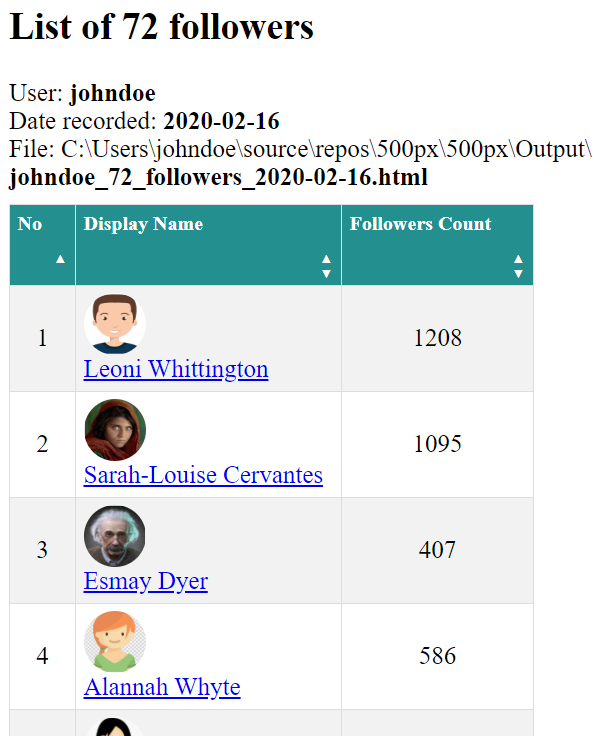 List of 72 followers
User: johndoe
Date recorded: 2020-02-16
File: C:\Users\johndoe\source\repos\500px\500px\Output\
johndoe_72_followers_2020-02-16.html
No Display Name Followers Count
1 1208
Leoni Whittington
2 1095
Sarah-Louise Cervantes
3 407
Esmay Dyer
4 586
Alannah Whyte